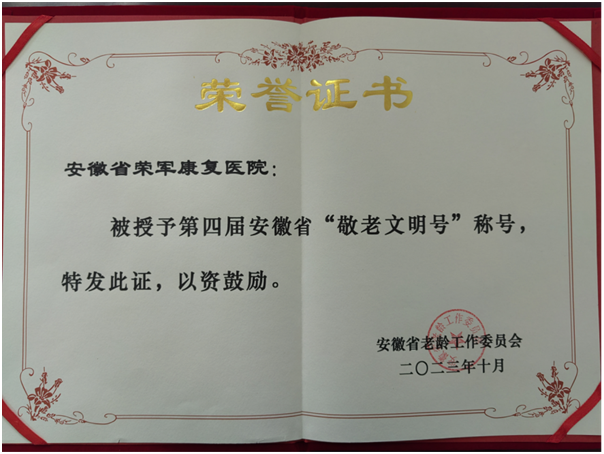 荣誉证书
安徽省荣军康复医院：
被授予第四届安徽省“敬老文明号”称号，
特发此证，以资鼓励。
安徽省老龄工作委员会
二〇二三年十月